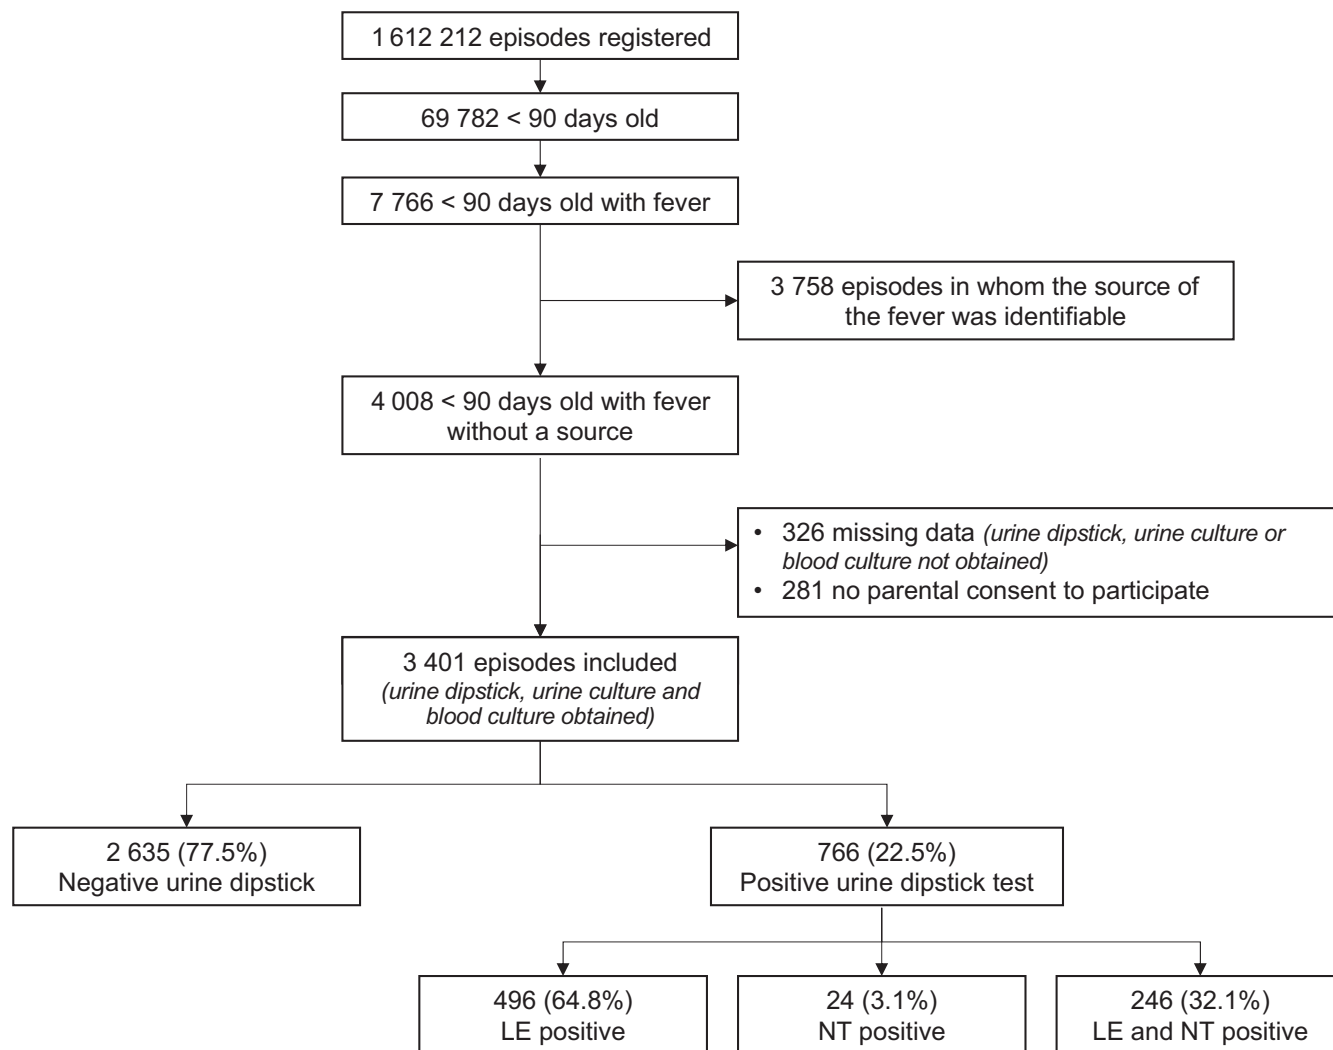 1 612 212 episodes registered
69 782 < 90 days old
7 766 < 90 days old with fever
3 758 episodes in whom the source of
the fever was identifiable
4 008 < 90 days old with fever
without a source
• 326 missing data (urine dipstick, urine culture or
blood culture not obtained)
• 281 no parental consent to participate
3 401 episodes included
(urine dipstick, urine culture and
blood culture obtained)
2 635 (77.5%)
Negative urine dipstick
766 (22.5%)
Positive urine dipstick test
496 (64.8%)
LE positive
24 (3.1%)
NT positive
246 (32.1%)
LE and NT positive